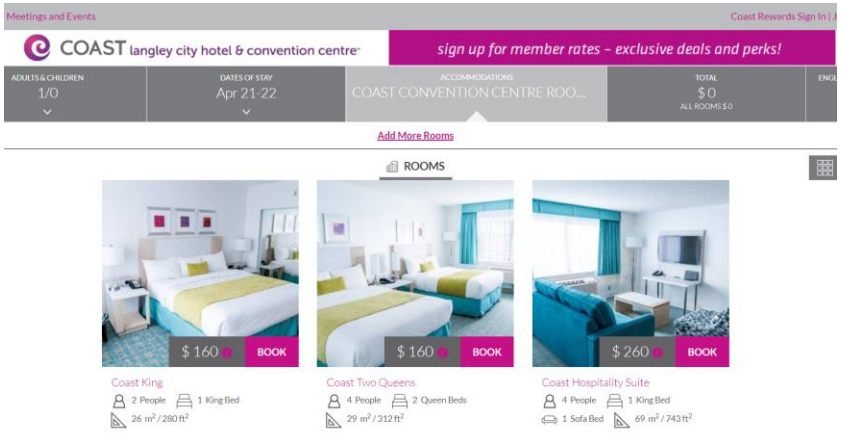 Meetings and Events
Coast Rewards Sign In | J
COAST langley city hotel & convention centre
sign up for member rates – exclusive deals and perks!
ADULTS & CHILDREN
1/0
DATES OF STAY
Apr 21-22
ACCOMMODATIONS
COAST CONVENTION CENTRE ROO...
TOTAL
$ 0
ALL ROOMS $ 0
ENGL
Add More Rooms
ROOMS
$ 160 BOOK
Coast King
2 People 1 King Bed
26 m²/280 ft²
$ 160 BOOK
Coast Two Queens
4 People 2 Queen Beds
29 m²/312 ft²
$ 260 BOOK
Coast Hospitality Suite
4 People 1 King Bed
1 Sofa Bed 69 m²/743 ft²